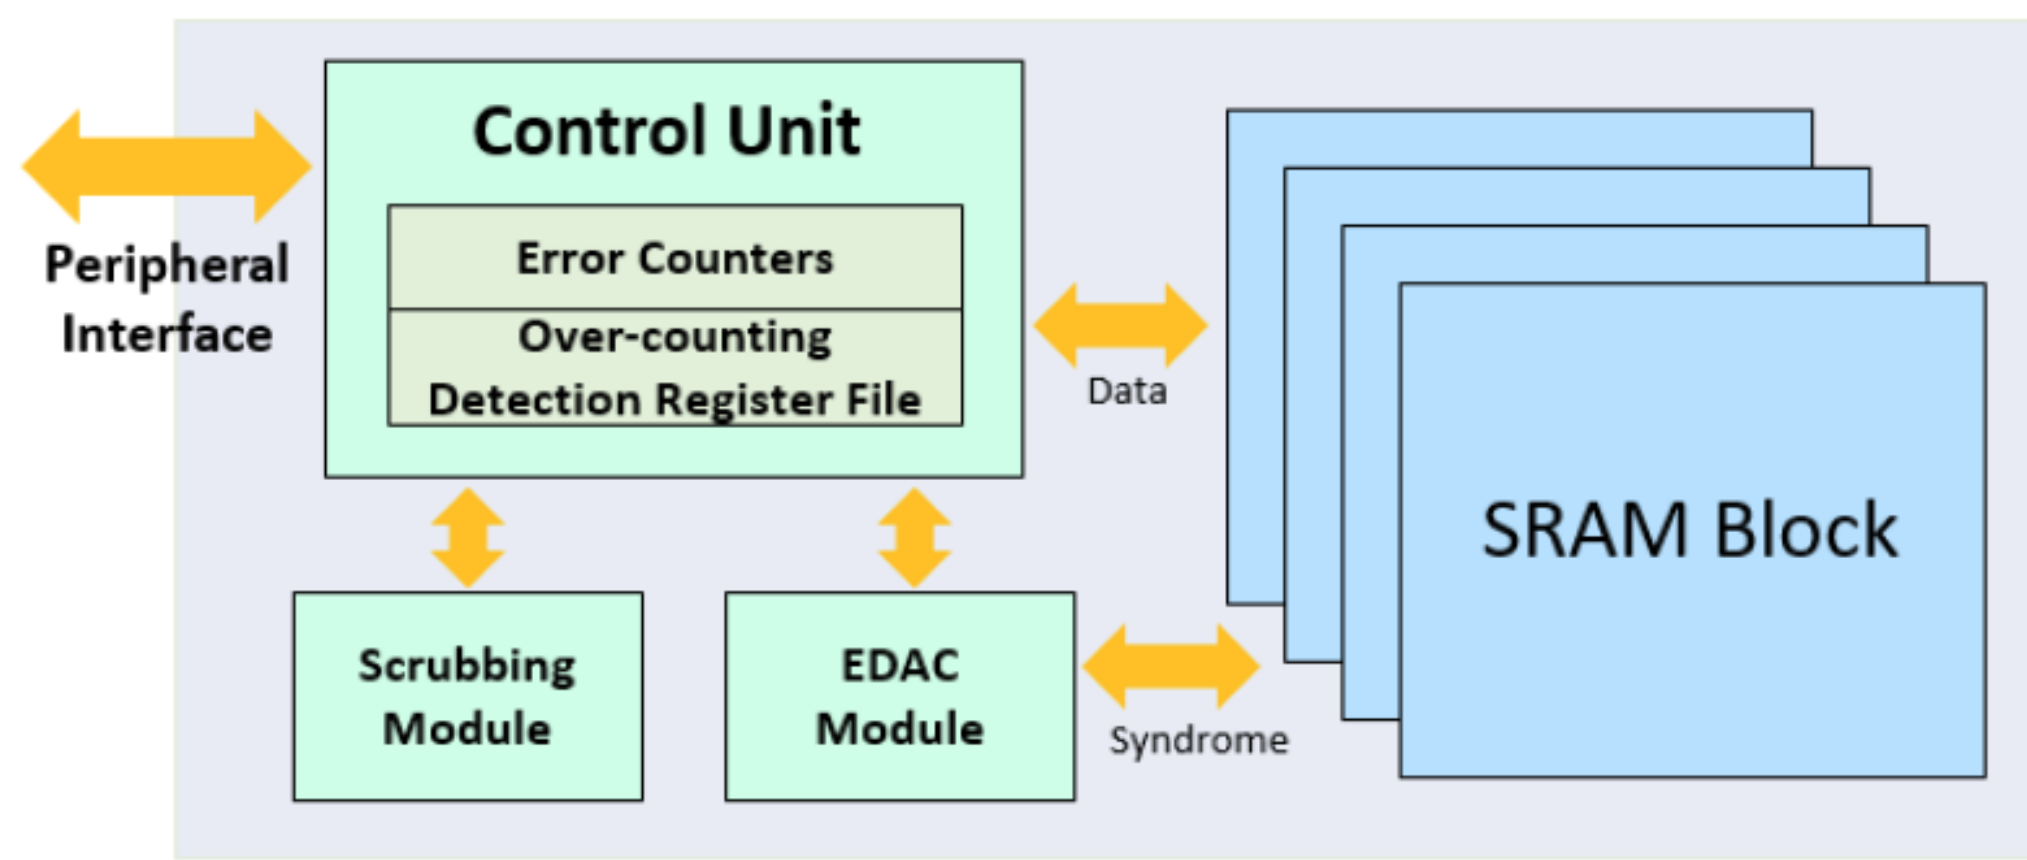 Control Unit
Error Counters
Over-counting
Detection Register File
Peripheral
Interface
Data
SRAM Block
Scrubbing
Module
EDAC
Module
Syndrome